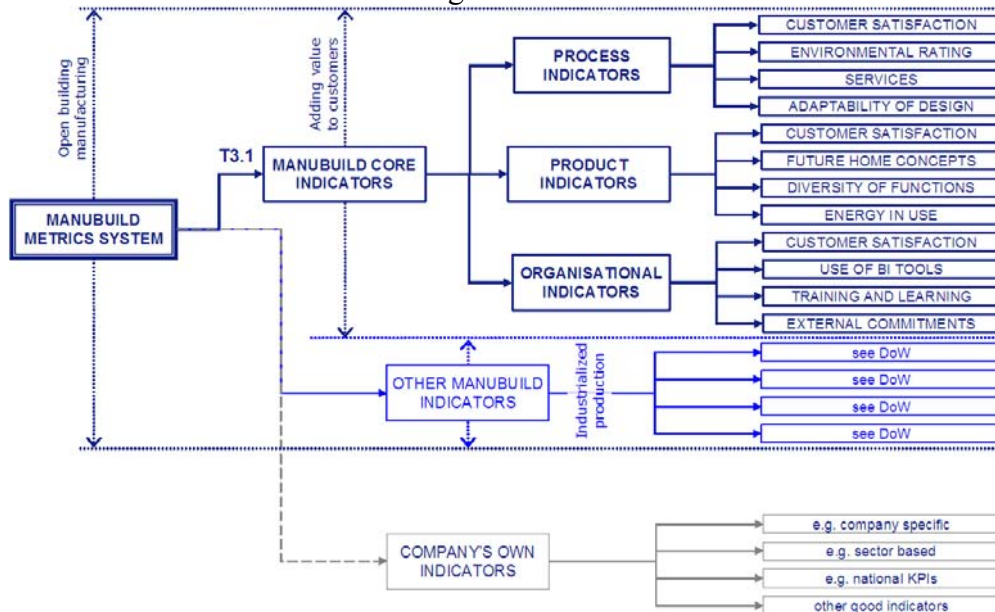 Open building
manufacturing
Adding value
to customers
T3.1
MANUBUILD
METRICS SYSTEM
MANUBUILD CORE
INDICATORS
PROCESS
INDICATORS
CUSTOMER SATISFACTION
ENVIRONMENTAL RATING
SERVICES
ADAPTABILITY OF DESIGN
PRODUCT
INDICATORS
CUSTOMER SATISFACTION
FUTURE HOME CONCEPTS
DIVERSITY OF FUNCTIONS
ENERGY IN USE
ORGANISATIONAL
INDICATORS
CUSTOMER SATISFACTION
USE OF BI TOOLS
TRAINING AND LEARNING
EXTERNAL COMMITMENTS
OTHER MANUBUILD
INDICATORS
Industrialized
production
see DoW
see DoW
see DoW
see DoW
COMPANY'S OWN
INDICATORS
e.g. company specific
e.g. sector based
e.g. national KPIs
other good indicators